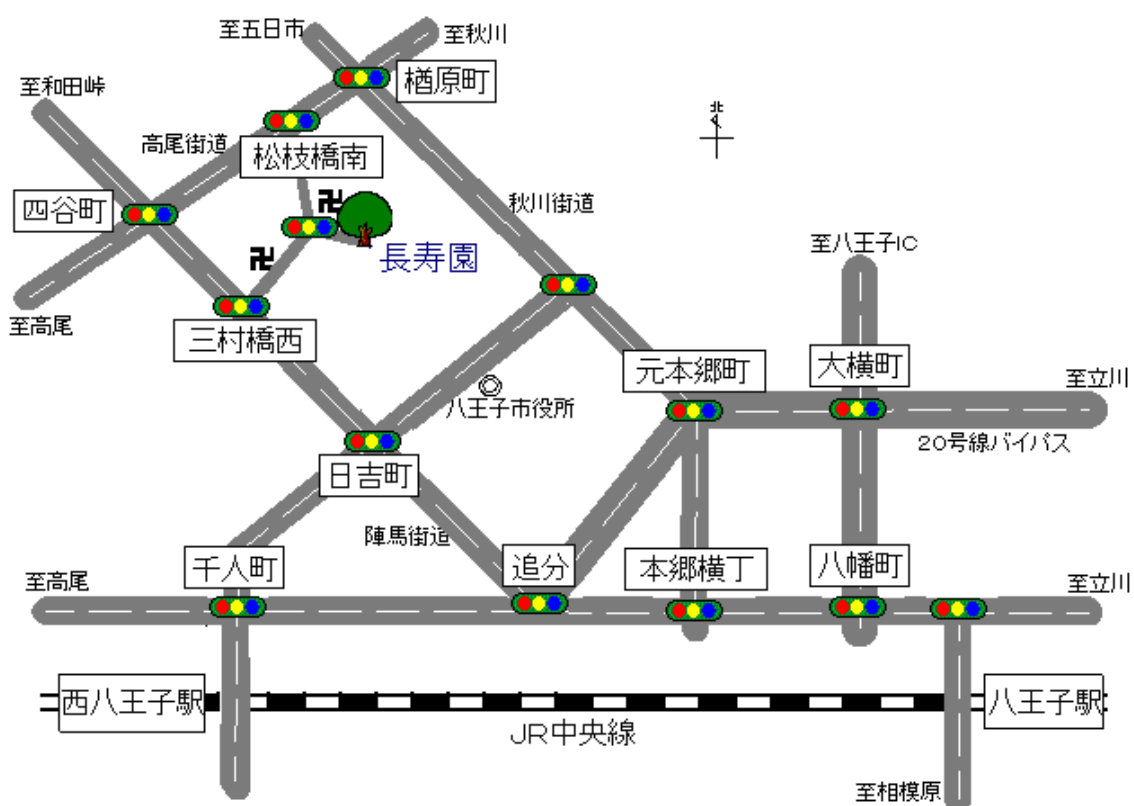 至五日市
至秋川
至和田峠
楢原町
高尾街道
北
松枝橋南
四谷町
卍
秋川街道
卍
長寿園
至八王子IC
至高尾
三村橋西
元本郷町
大横町
至立川
八王子市役所
20号線バイパス
日吉町
陣馬街道
千人町
追分
本郷横丁
八幡町
至高尾
至立川
西八王子駅
八王子駅
JR中央線
至相模原